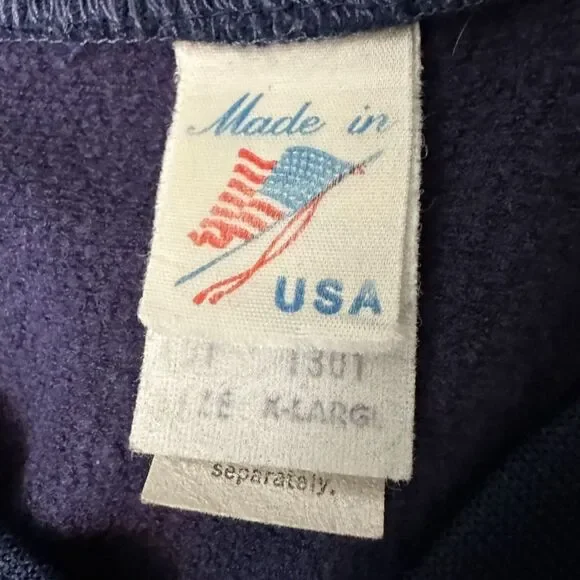 Made in
USA
1301
X-LARG
separately.